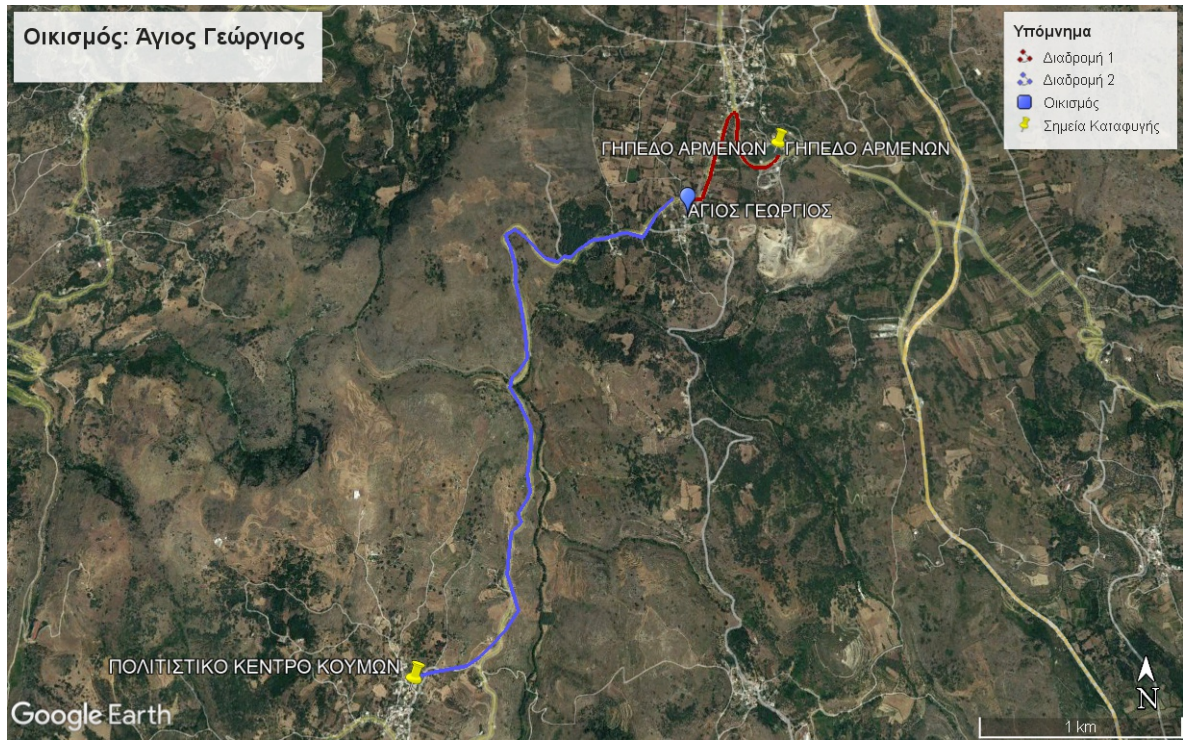 Οικισμός: Άγιος Γεώργιος
Υπόμνημα
Διαδρομή 1
Διαδρομή 2
Οικισμός
Σημεία Καταφυγής
ΓΗΠΕΔΟ ΑΡΜΕΝΩΝ
ΓΗΠΕΔΟ ΑΡΜΕΝΩΝ
ΑΓΙΟΣ ΓΕΩΡΓΙΟΣ
ΠΟΛΙΤΙΣΤΙΚΟ ΚΕΝΤΡΟ ΚΟΥΜΩΝ
Google Earth
N
1 km